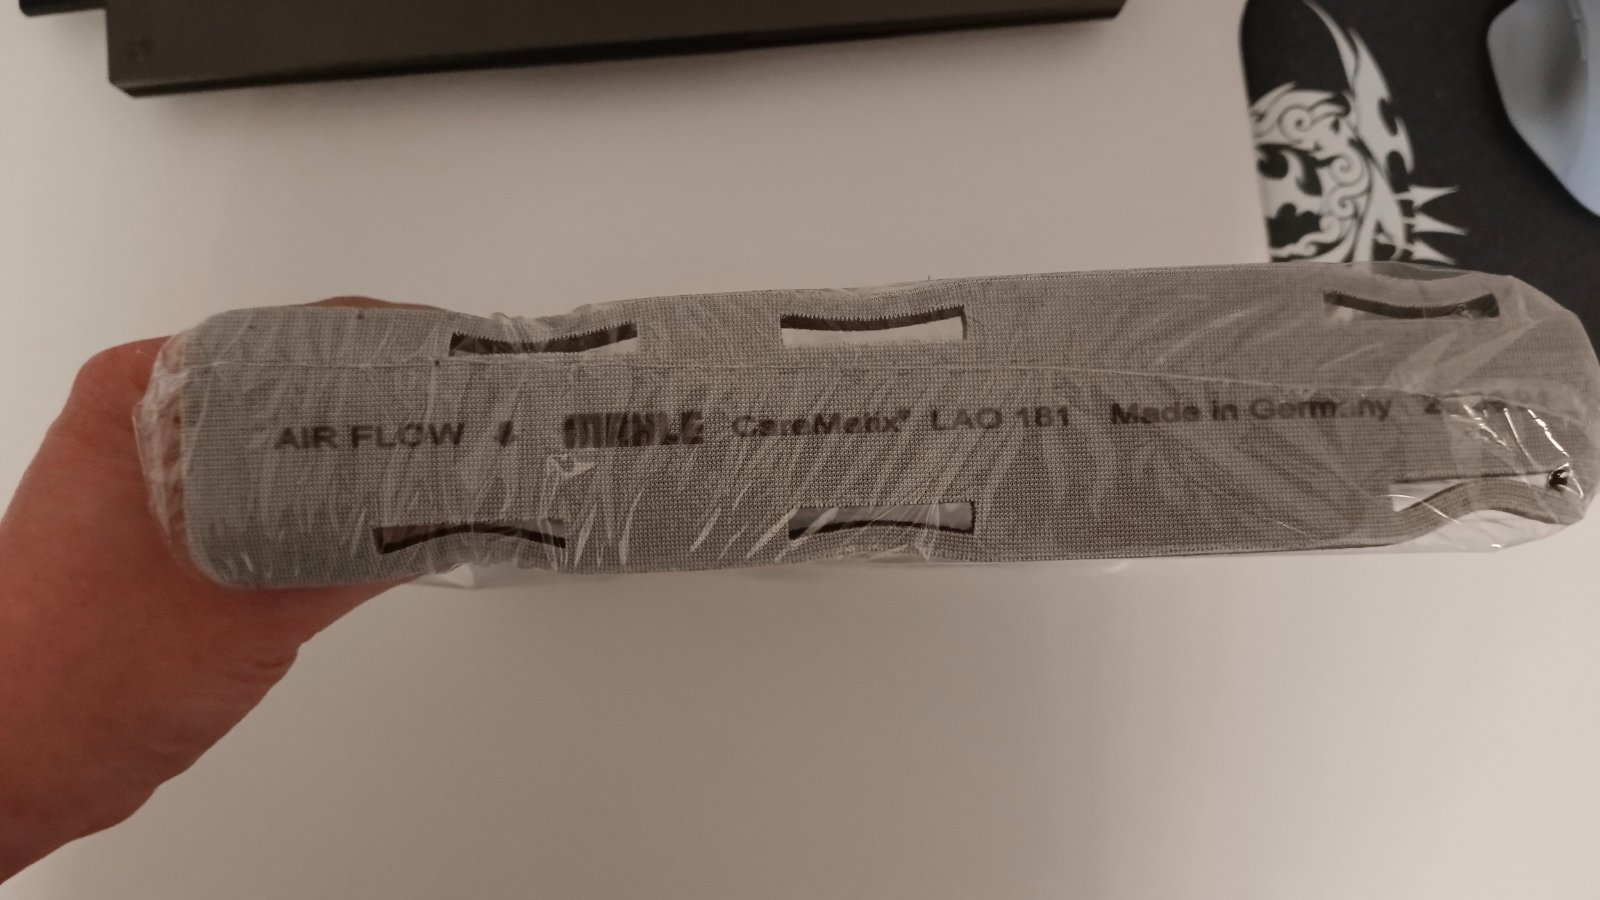 AIR FLOW ↓ MAHLE CareMetix® LAO 181 Made in Germany